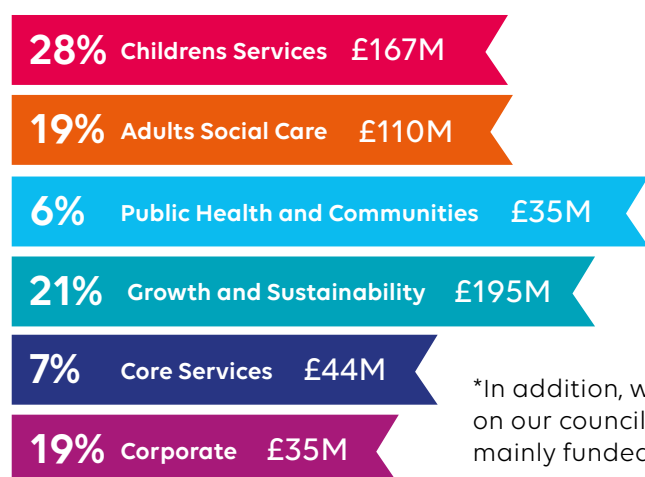 28% Childrens Services £167M
19% Adults Social Care £110M
6% Public Health and Communities £35M
21% Growth and Sustainability £195M
7% Core Services £44M
19% Corporate £35M
*In addition, w
on our council
mainly funded